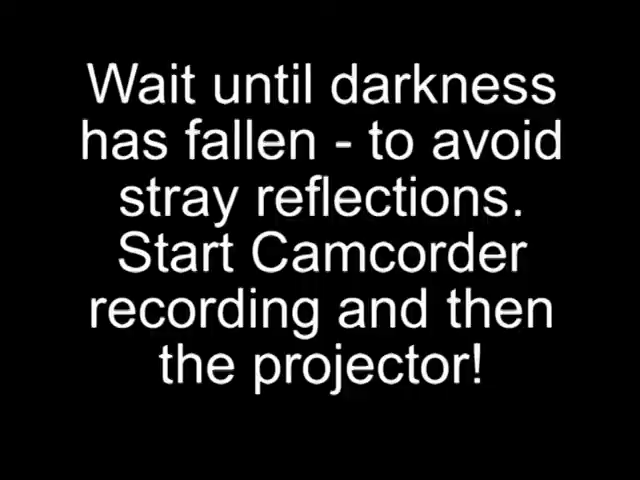 Wait until darkness
has fallen - to avoid
stray reflections.
Start Camcorder
recording and then
the projector!